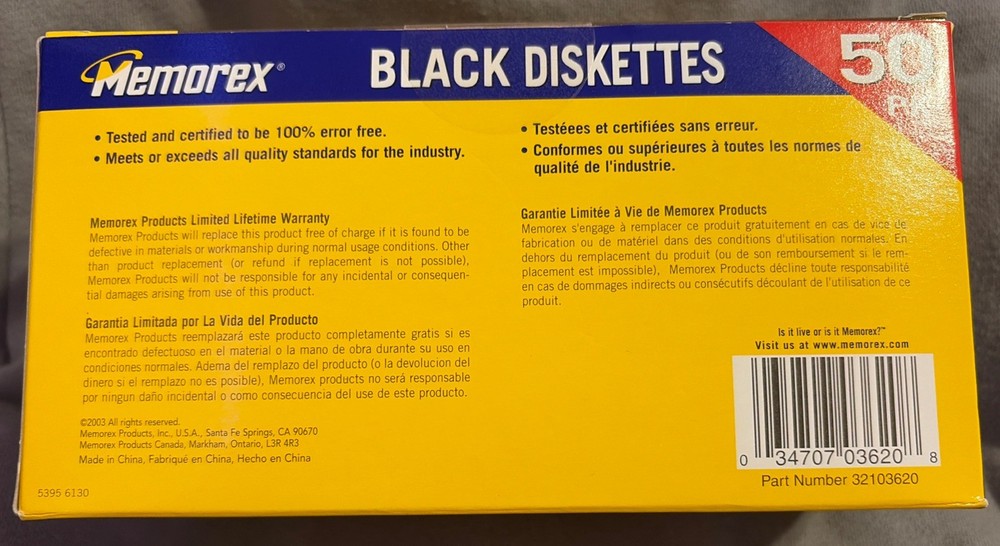 Memorex®
BLACK DISKETTES
50
• Tested and certified to be 100% error free.
• Meets or exceeds all quality standards for the industry.
• Testéees et certifiées sans erreur.
• Conformes ou supérieures à toutes les normes de
qualité de l'industrie.
Memorex Products Limited Lifetime Warranty
Memorex Products will replace this product free of charge if it is found to be
defective in materials or workmanship during normal usage conditions. Other
than product replacement (or refund if replacement is not possible),
Memorex Products will not be responsible for any incidental or consequen-
tial damages arising from use of this product.
Garantia Limitada por La Vida del Producto
Memorex Products reemplazará este producto completamente gratis si es
encontrado defectuoso en el material o la mano de obra durante su uso en
condiciones normales. Adema del remplazo del producto (o la devolucion del
dinero si el remplazo no es posible), Memorex products no será responsable
por ningun daño incidental o como consecuencia del use de este producto.
Garantie Limitée à Vie de Memorex Products
Memorex s'engage à remplacer ce produit gratuitement en cas de vice de
fabrication ou de matériel dans des conditions d'utilisation normales. En
dehors du remplacement du produit (ou de son remboursement si le rem-
placement est impossible), Memorex Products décline toute responsabilité
en cas de dommages indirects ou consécutifs découlant de l'utilisation de ce
produit.
©2003 All rights reserved.
Memorex Products, Inc., U.S.A., Santa Fe Springs, CA 90670
Memorex Products Canada, Markham, Ontario, L3R 4R3
Made in China, Fabriqué en China, Hecho en China
5395 6130
Is it live or is it Memorex?™
Visit us at www.memorex.com
0 34707 03620 8
Part Number 32103620